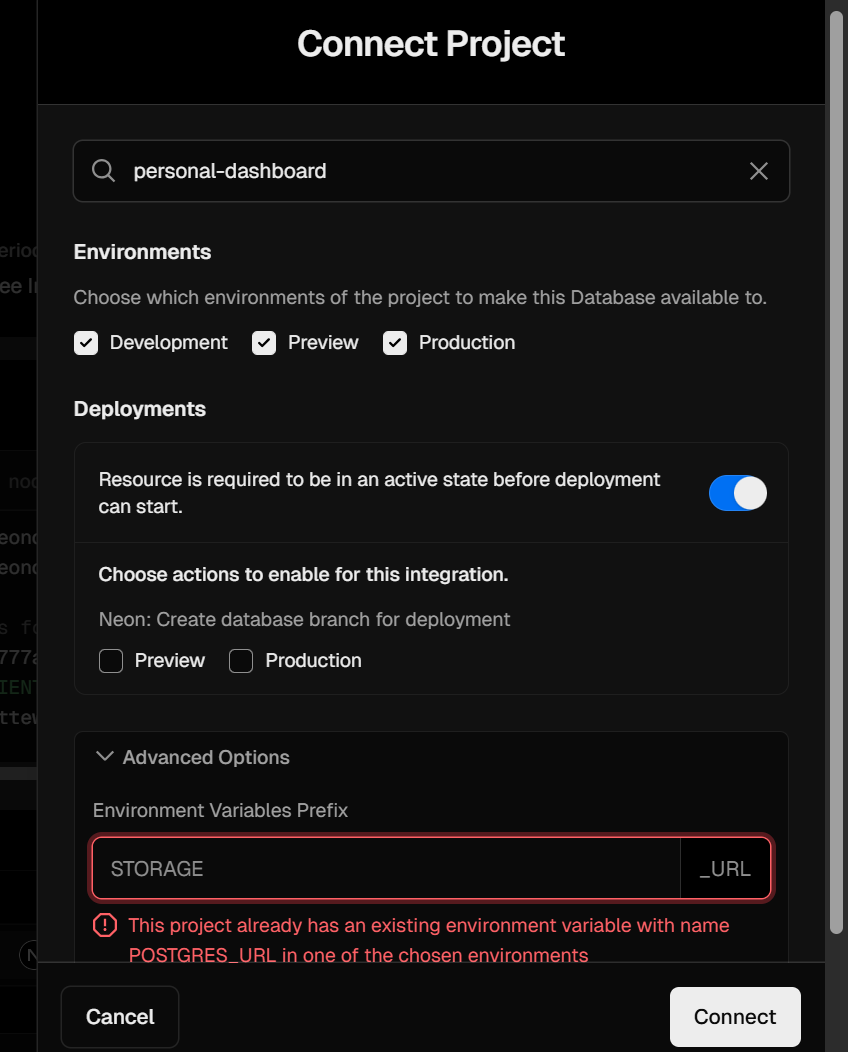 Connect Project
personal-dashboard
Environments
Choose which environments of the project to make this Database available to.
Development Preview Production
Deployments
Resource is required to be in an active state before deployment
can start.
Choose actions to enable for this integration.
Neon: Create database branch for deployment
Preview Production
Advanced Options
Environment Variables Prefix
STORAGE _URL
This project already has an existing environment variable with name
POSTGRES_URL in one of the chosen environments
Cancel Connect